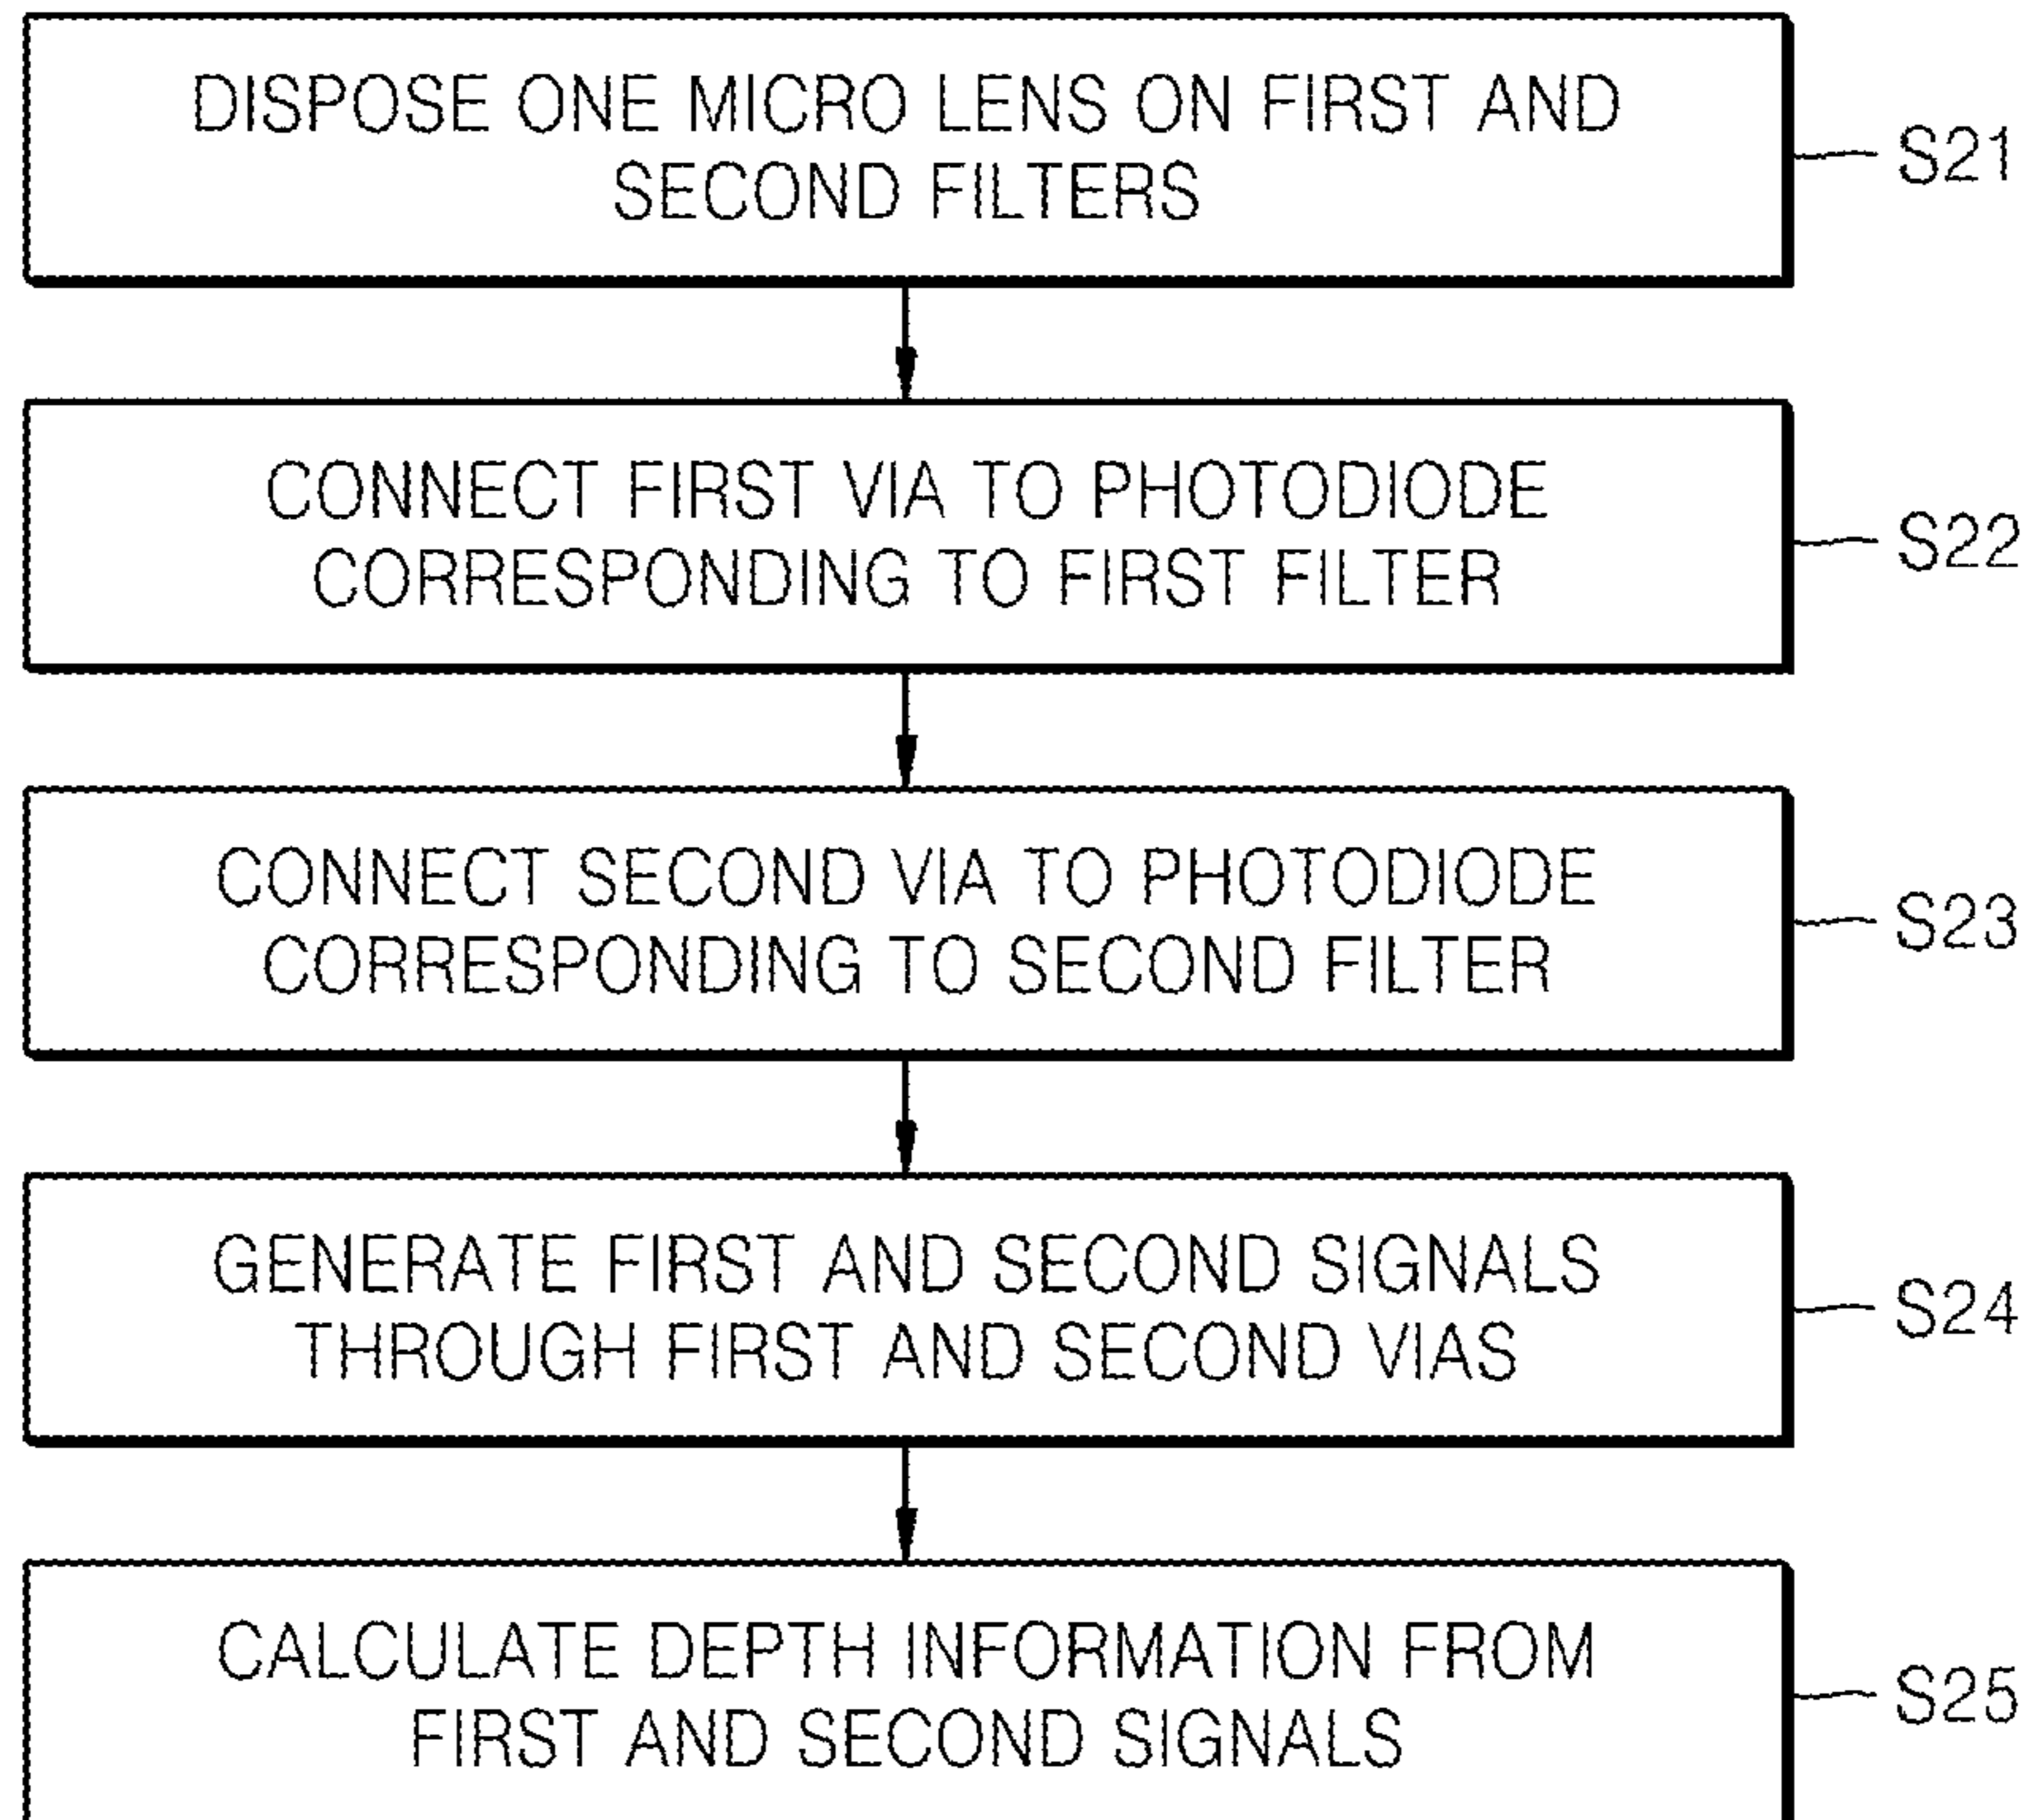 DISPOSE ONE MICRO LENS ON FIRST AND
SECOND FILTERS
S21
CONNECT FIRST VIA TO PHOTODIODE
CORRESPONDING TO FIRST FILTER
S22
CONNECT SECOND VIA TO PHOTODIODE
CORRESPONDING TO SECOND FILTER
S23
GENERATE FIRST AND SECOND SIGNALS
THROUGH FIRST AND SECOND VIAS
S24
CALCULATE DEPTH INFORMATION FROM
FIRST AND SECOND SIGNALS
S25